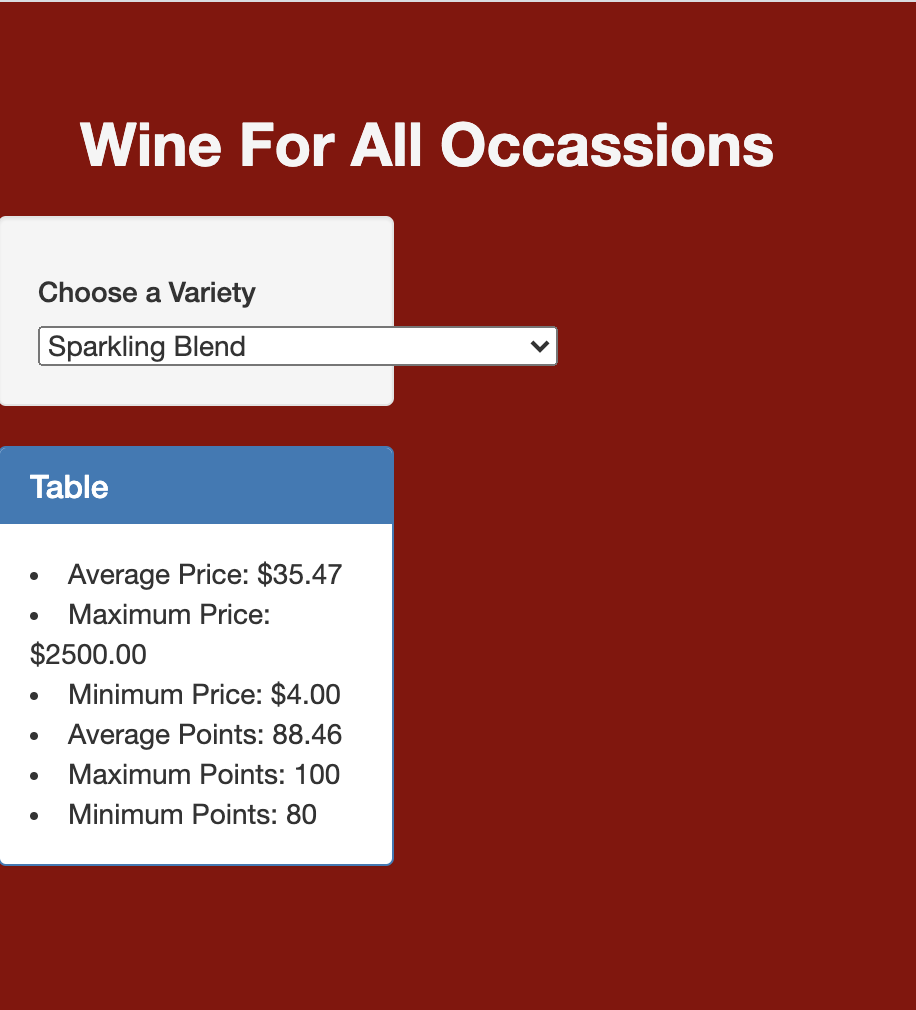 Wine For All Occassions
Choose a Variety
Sparkling Blend
Table
• Average Price: $35.47
• Maximum Price:
$2500.00
• Minimum Price: $4.00
• Average Points: 88.46
• Maximum Points: 100
• Minimum Points: 80